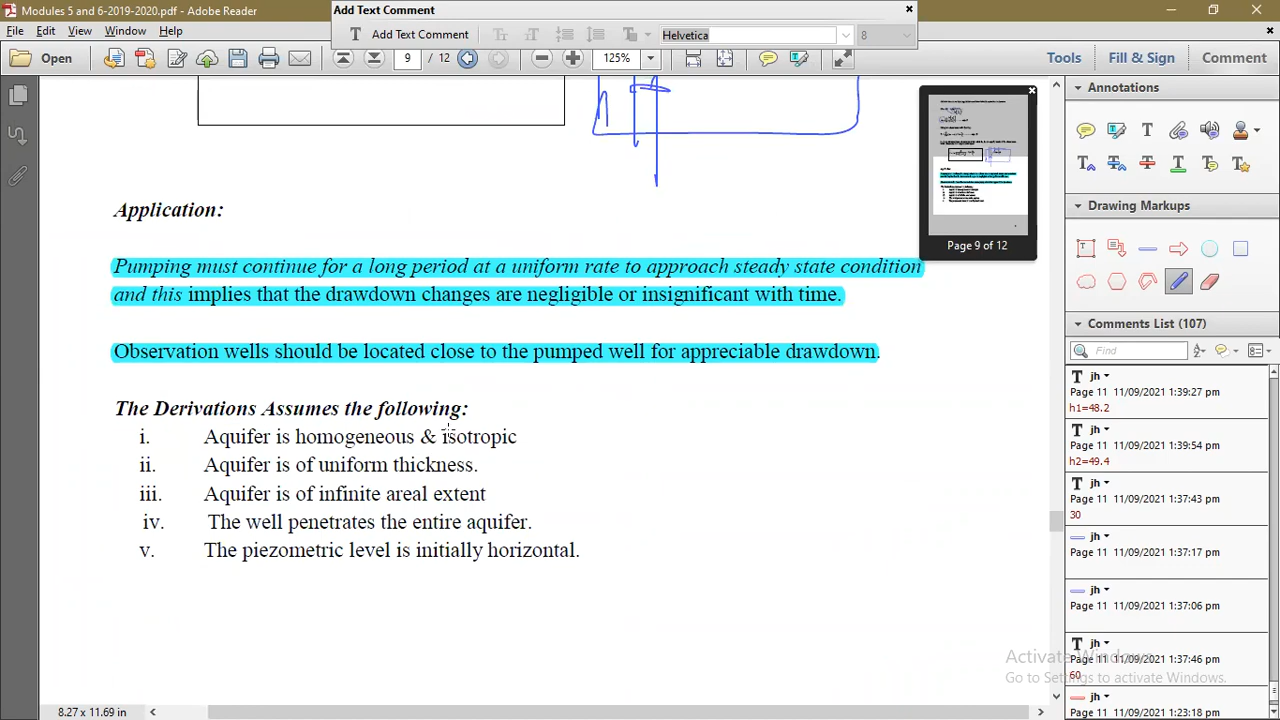 Modules 5 and 6-2019-2020.pdf - Adobe Reader
Add Text Comment
File Edit View Window Help
T Add Text Comment
Helvetica
8
Open
9 / 12
125%
Tools
Fill & Sign
Comment
Annotations
Application:
Pumping must continue for a long period at a uniform rate to approach steady state condition
and this implies that the drawdown changes are negligible or insignificant with time.
Observation wells should be located close to the pumped well for appreciable drawdown.
The Derivations Assumes the following:
i. Aquifer is homogeneous & isotropic
ii. Aquifer is of uniform thickness.
iii. Aquifer is of infinite areal extent
iv. The well penetrates the entire aquifer.
v. The piezometric level is initially horizontal.
Page 9 of 12
Drawing Markups
Comments List (107)
Find
jh
Page 11 11/09/2021 1:39:27 pm
h1=48.2
jh
Page 11 11/09/2021 1:39:54 pm
h2=49.4
jh
Page 11 11/09/2021 1:37:43 pm
30
jh
Page 11 11/09/2021 1:37:17 pm
jh
Page 11 11/09/2021 1:37:06 pm
jh
Page 11 11/09/2021 1:37:46 pm
60
jh
Page 11 11/09/2021 1:23:18 pm
Activate Windows
Go to Settings to activate Windows.
8.27 x 11.69 in